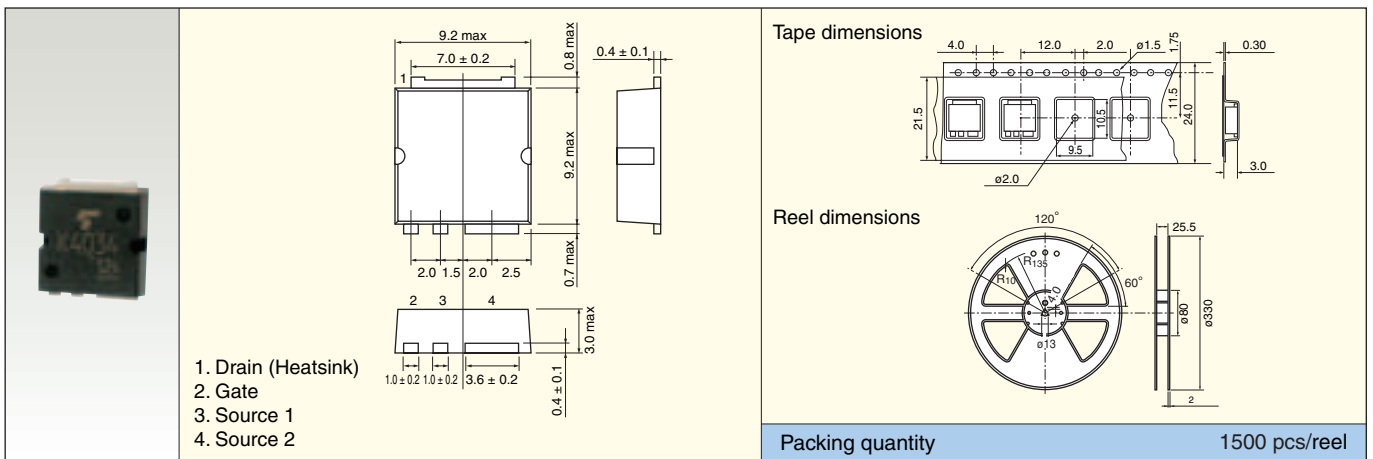 K4034
9.2 max
7.0 ± 0.2
0.8 max
0.4 ± 0.1
1
9.2 max
0.7 max
2.0 1.5 2.0 2.5
2 3 4
3.0 max
1.0 ± 0.2 1.0 ± 0.2 3.6 ± 0.2
0.4 ± 0.1
1. Drain (Heatsink)
2. Gate
3. Source 1
4. Source 2
Tape dimensions
4.0 12.0 2.0 ø1.5 1.75 0.30
21.5
10.5
11.5
24.0
9.5
ø2.0
3.0
Reel dimensions
120°
25.5
R135
R10
60°
4.0
ø13
ø80
ø330
2
Packing quantity 1500 pcs/reel